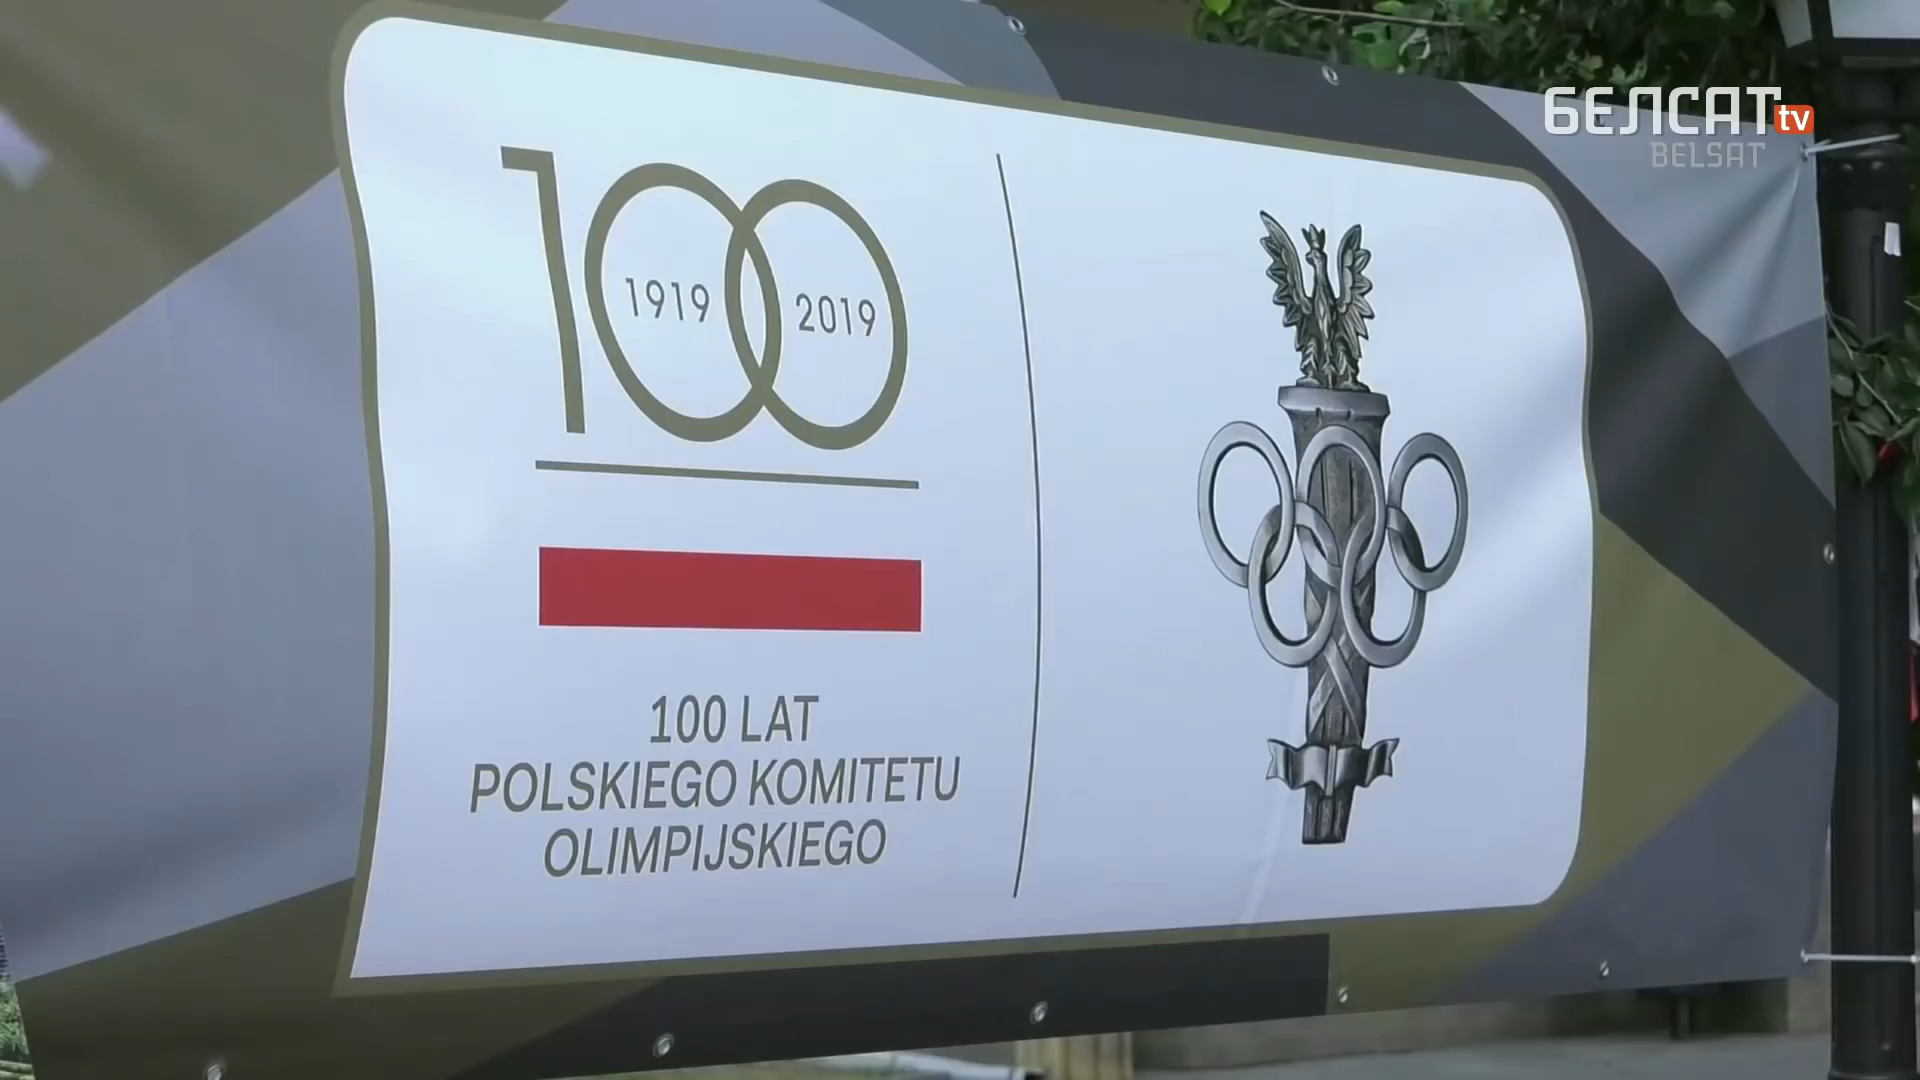 БЕЛСАТ tv
BELSAT
100
1919 2019
100 LAT
POLSKIEGO KOMITETU
OLIMPIJSKIEGO